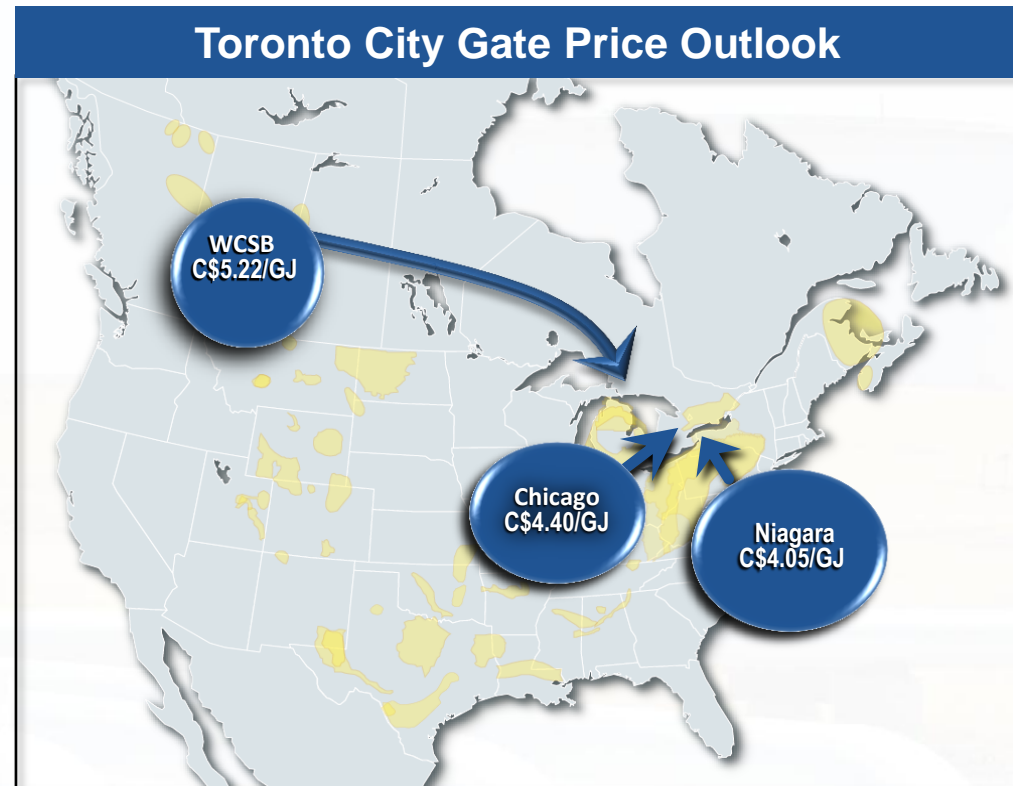 Toronto City Gate Price Outlook
WCSB
C$5.22/GJ
Chicago
C$4.40/GJ
Niagara
C$4.05/GJ